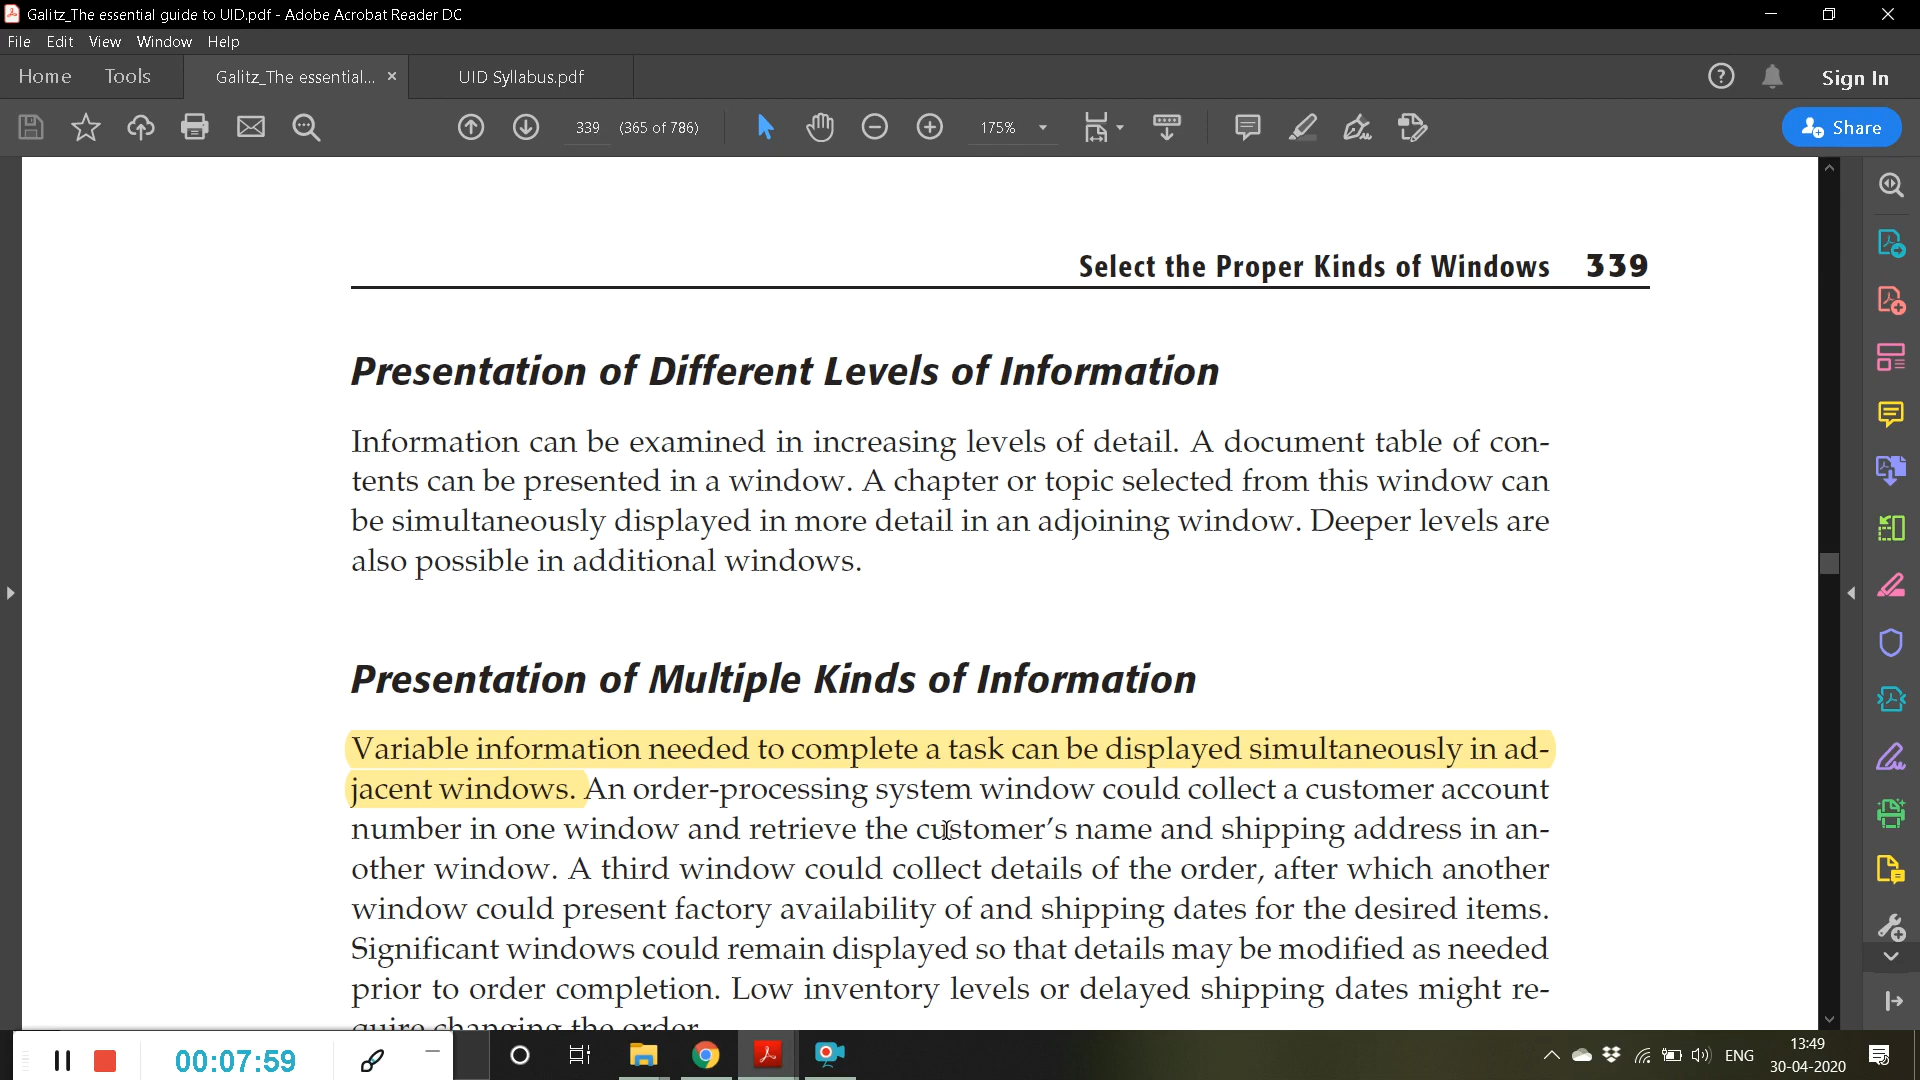 Galitz_The essential guide to UID.pdf - Adobe Acrobat Reader DC
File Edit View Window Help
Home Tools Galitz_The essential... × UID Syllabus.pdf Sign In
339 (365 of 786) 175% Share
Select the Proper Kinds of Windows 339
Presentation of Different Levels of Information
Information can be examined in increasing levels of detail. A document table of con-
tents can be presented in a window. A chapter or topic selected from this window can
be simultaneously displayed in more detail in an adjoining window. Deeper levels are
also possible in additional windows.
Presentation of Multiple Kinds of Information
Variable information needed to complete a task can be displayed simultaneously in ad-
jacent windows. An order-processing system window could collect a customer account
number in one window and retrieve the customer's name and shipping address in an-
other window. A third window could collect details of the order, after which another
window could present factory availability of and shipping dates for the desired items.
Significant windows could remain displayed so that details may be modified as needed
prior to order completion. Low inventory levels or delayed shipping dates might re-
quire changing the order.
00:07:59 ENG 13:49
30-04-2020